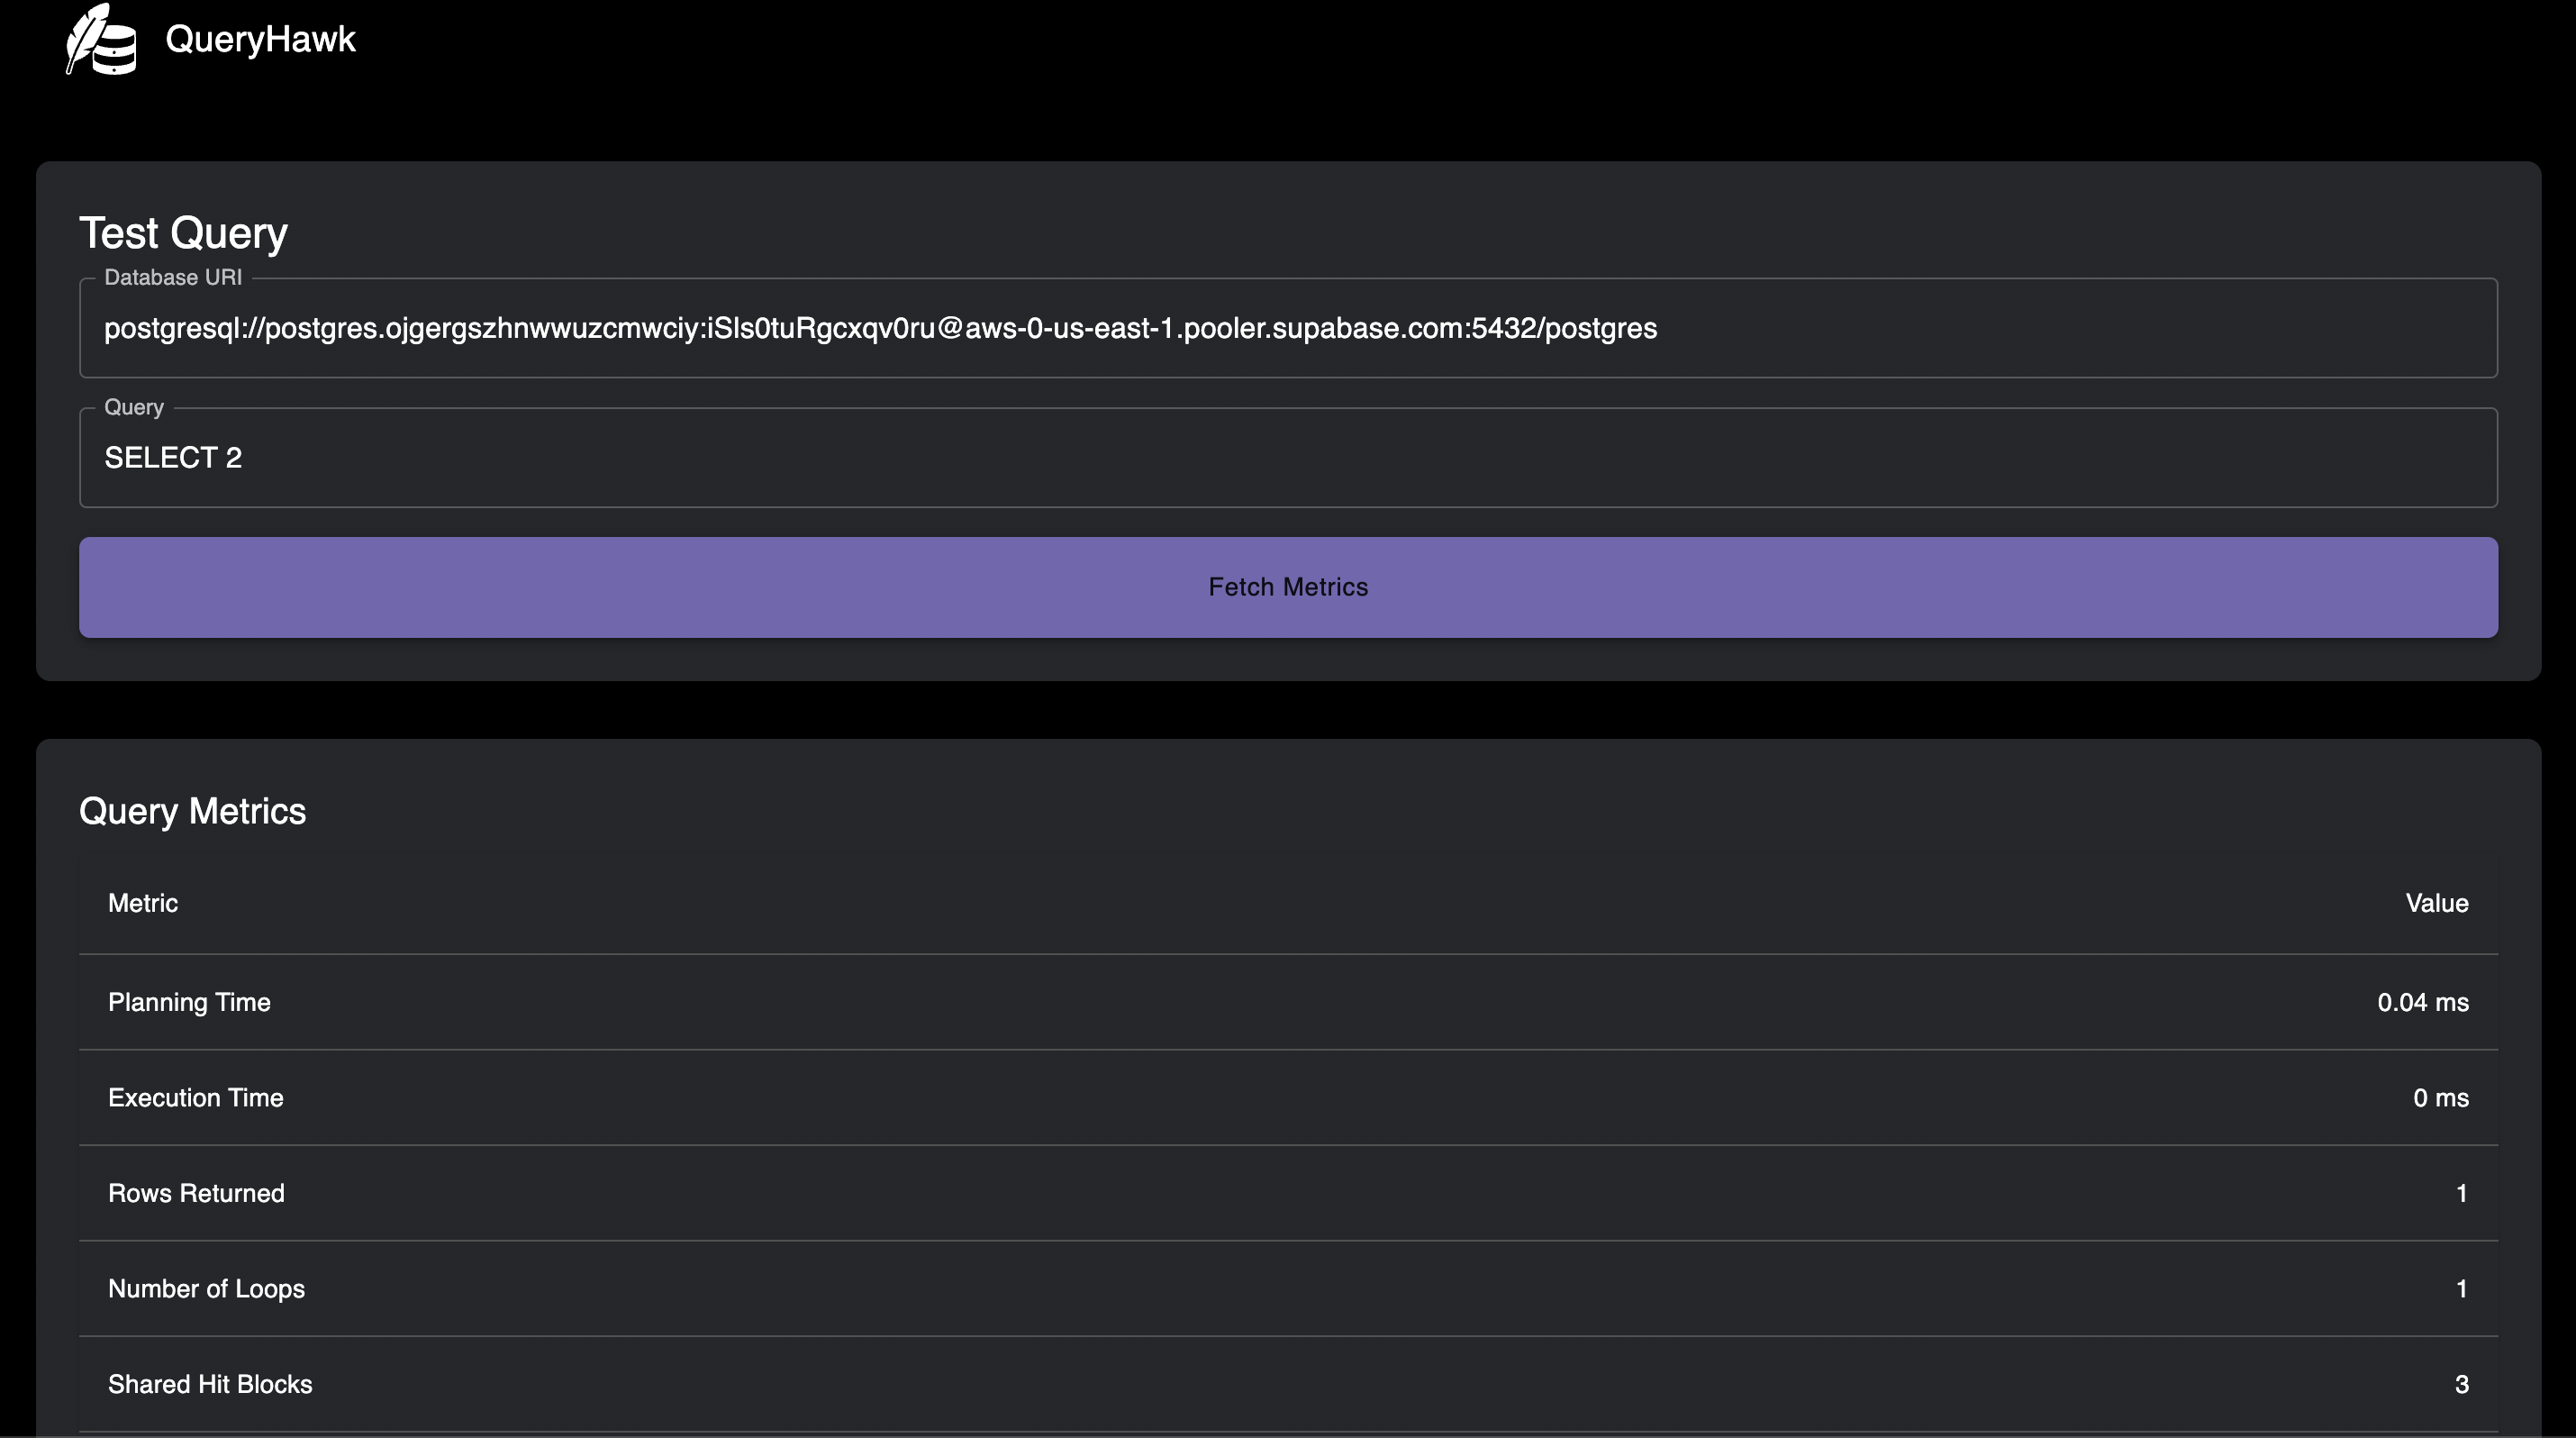 QueryHawk
Test Query
Database URI
postgresql://postgres.ojgergszhnwwuzcmwciy:iSls0tuRgcxqv0ru@aws-0-us-east-1.pooler.supabase.com:5432/postgres
Query
SELECT 2
Fetch Metrics
Query Metrics
Metric Value
Planning Time 0.04 ms
Execution Time 0 ms
Rows Returned 1
Number of Loops 1
Shared Hit Blocks 3